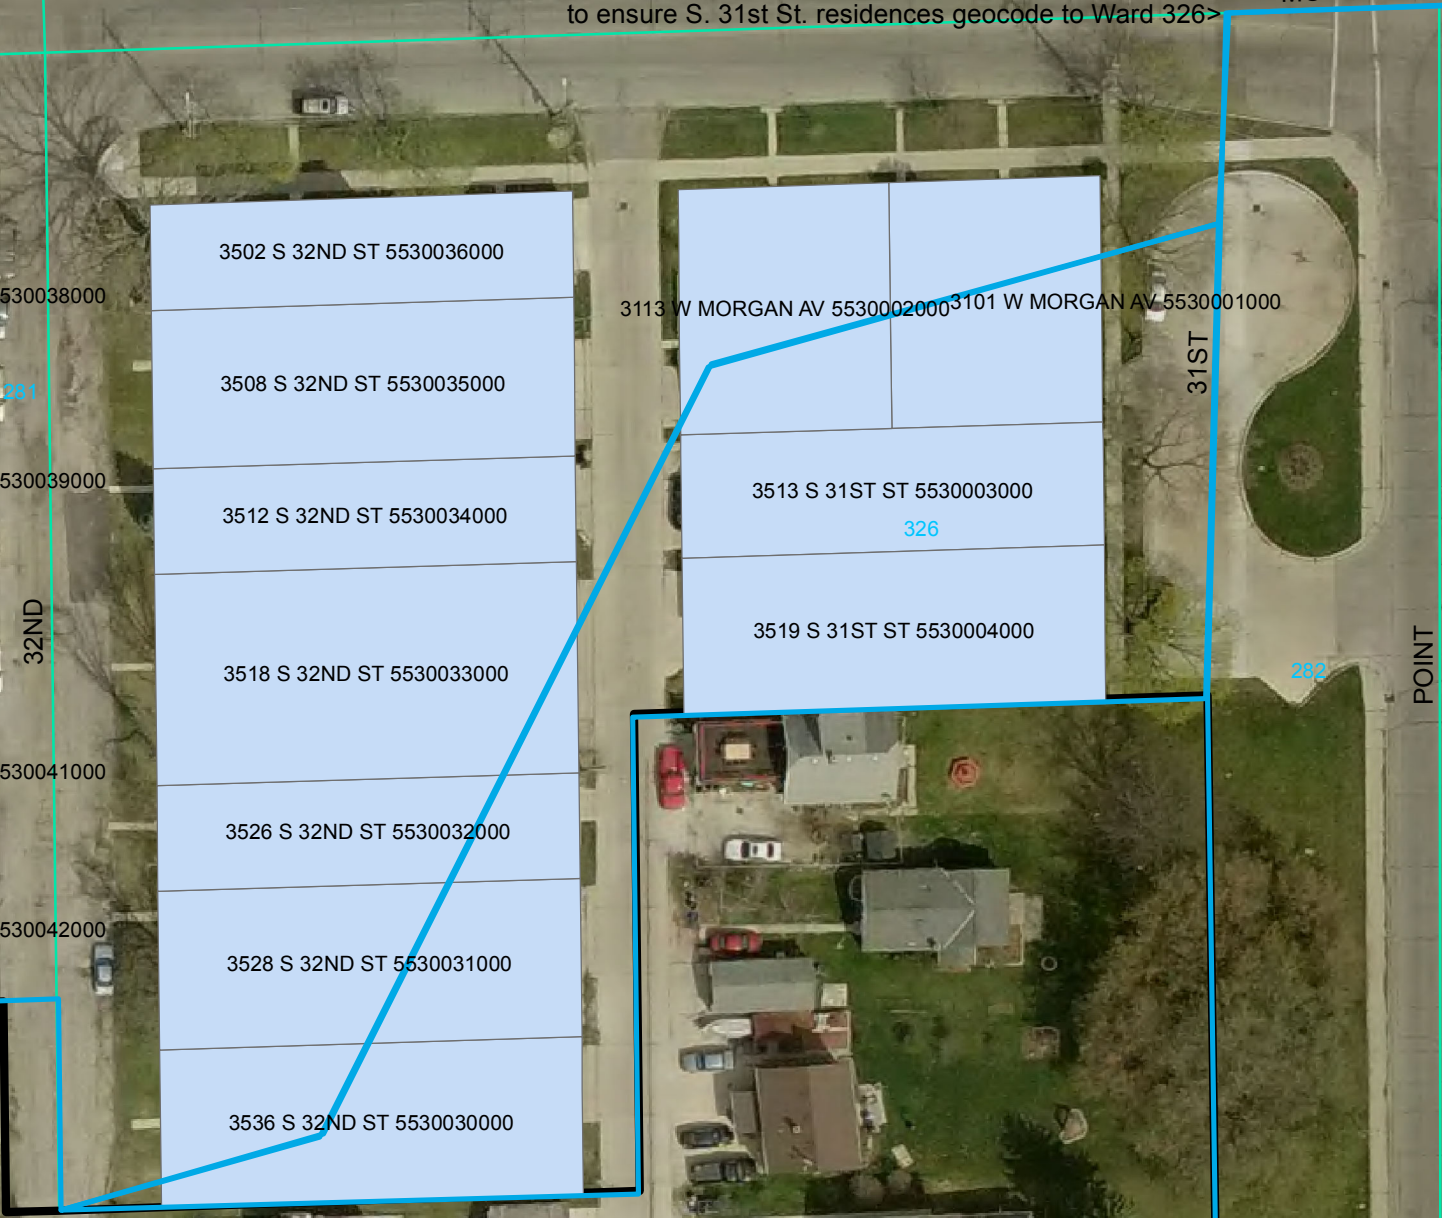 to ensure S. 31st St. residences geocode to Ward 326>
3502 S 32ND ST 5530036000
530038000
3113 W MORGAN AV 5530002000
3101 W MORGAN AV 5530001000
31ST
3508 S 32ND ST 5530035000
281
530039000
3513 S 31ST ST 5530003000
3512 S 32ND ST 5530034000
326
32ND
3519 S 31ST ST 5530004000
3518 S 32ND ST 5530033000
282
POINT
530041000
3526 S 32ND ST 5530032000
530042000
3528 S 32ND ST 5530031000
3536 S 32ND ST 5530030000